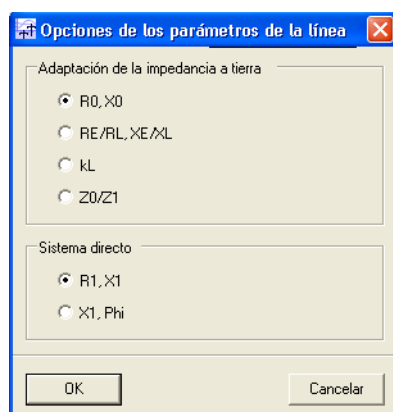 Opciones de los parámetros de la línea
Adaptación de la impedancia a tierra
R0, X0
RE/RL, XE/XL
kL
Z0/Z1
Sistema directo
R1, X1
X1, Phi
OK
Cancelar